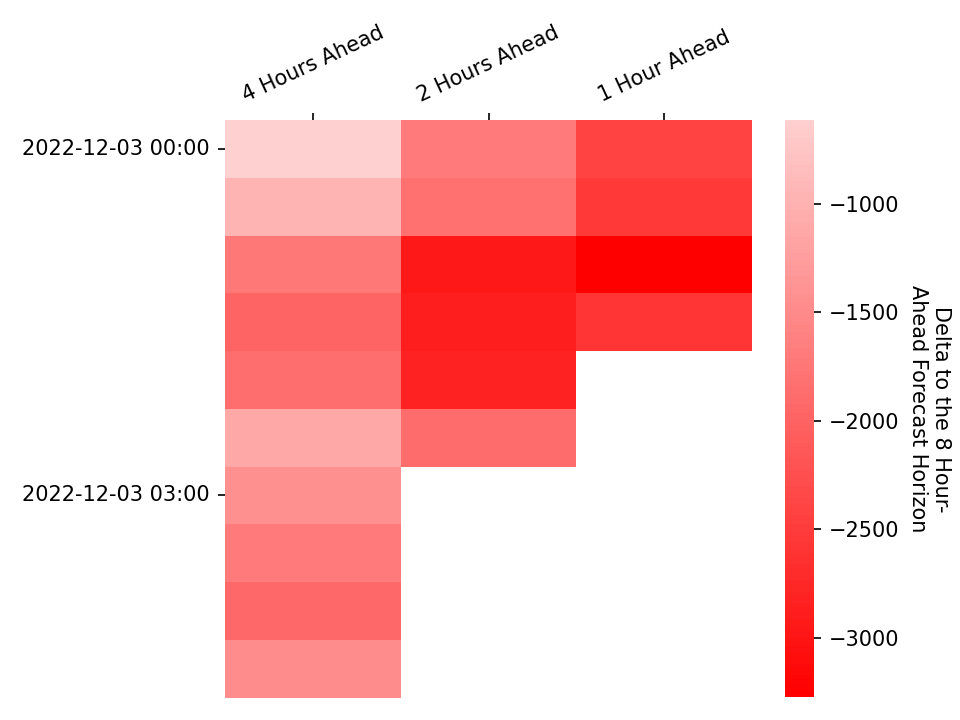 4 Hours Ahead
2 Hours Ahead
1 Hour Ahead
2022-12-03 00:00
2022-12-03 03:00
−1000
−1500
−2000
−2500
−3000
Delta to the 8 Hour-
Ahead Forecast Horizon